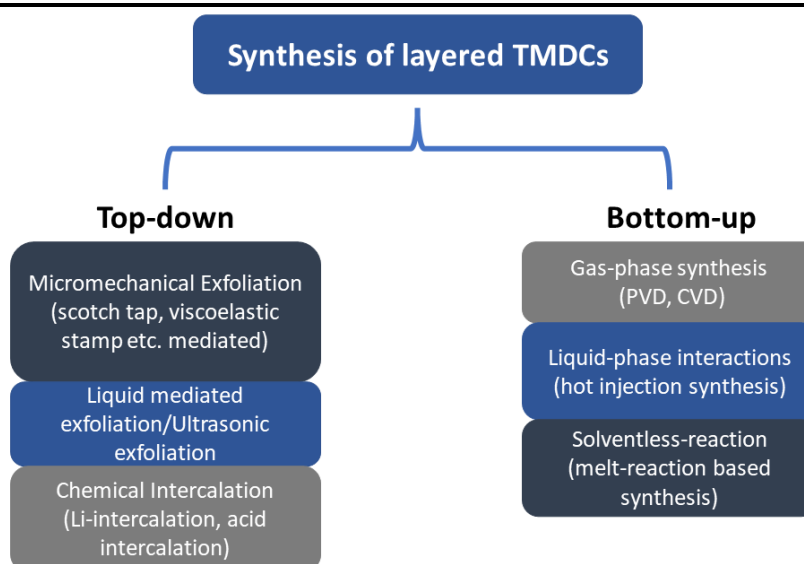 Synthesis of layered TMDCs
Top-down
Micromechanical Exfoliation
(scotch tap, viscoelastic
stamp etc. mediated)
Liquid mediated
exfoliation/Ultrasonic
exfoliation
Chemical Intercalation
(Li-intercalation, acid
intercalation)
Bottom-up
Gas-phase synthesis
(PVD, CVD)
Liquid-phase interactions
(hot injection synthesis)
Solventless-reaction
(melt-reaction based
synthesis)